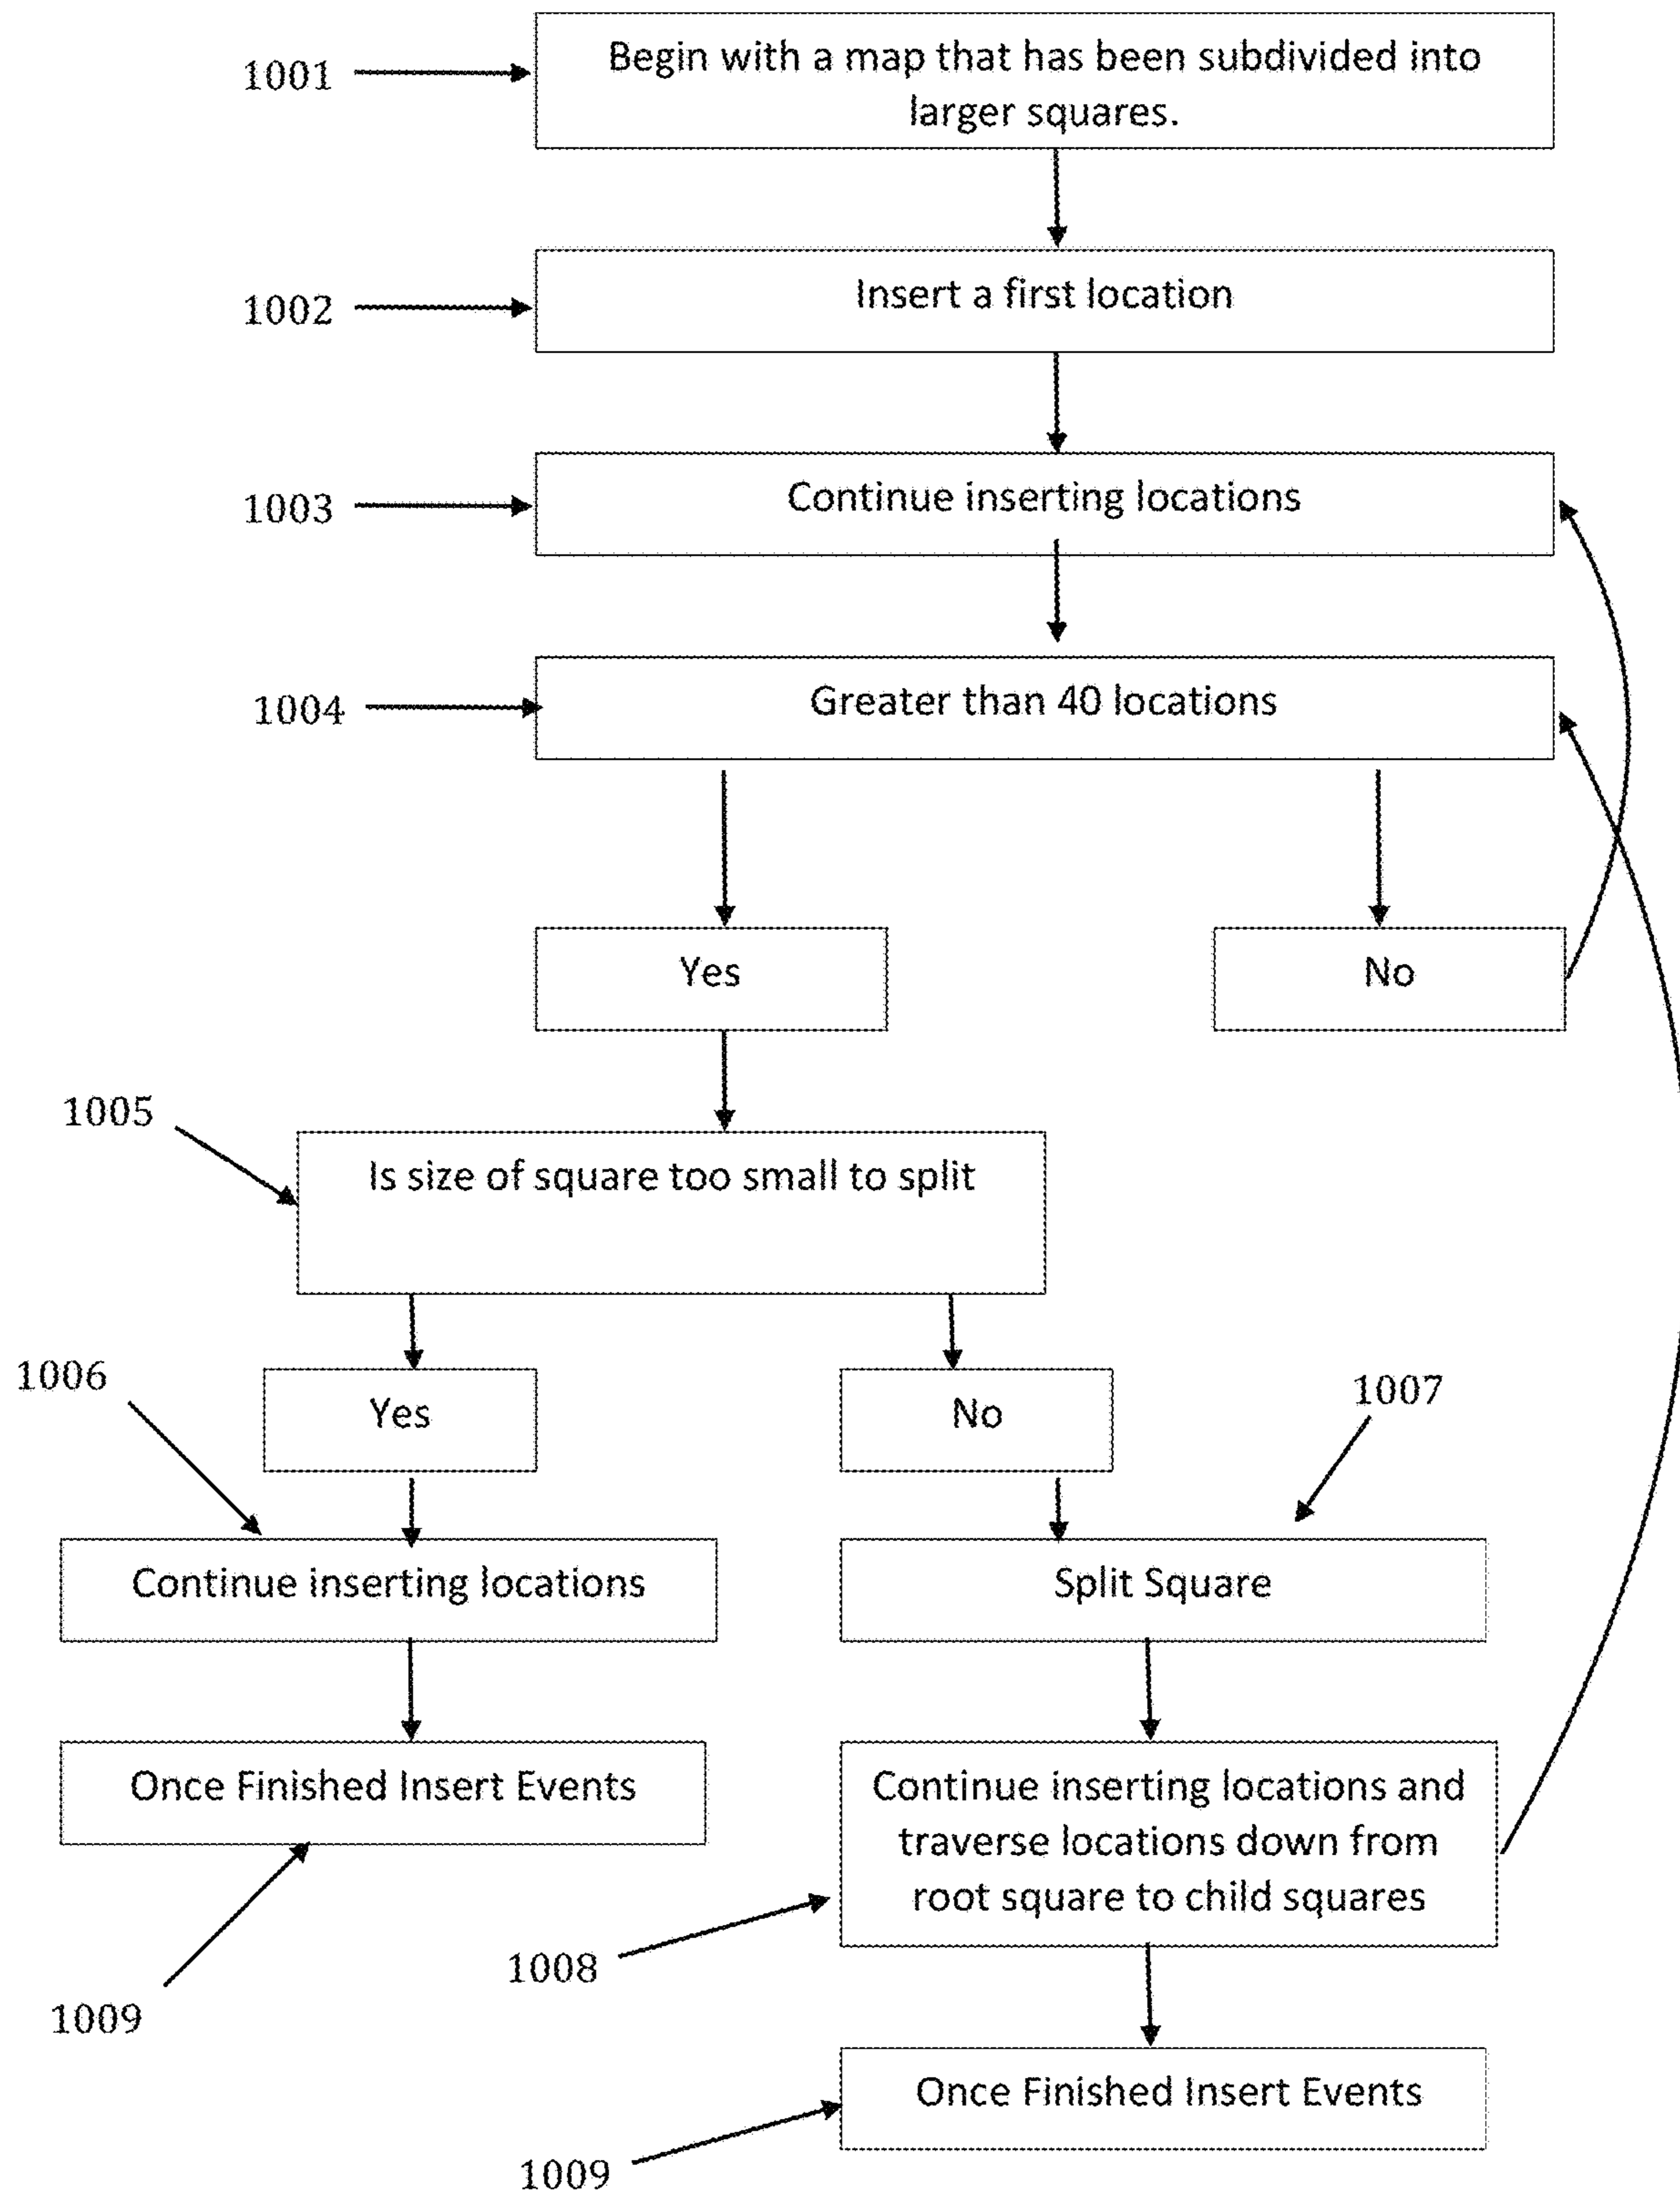 1001
Begin with a map that has been subdivided into
larger squares.
1002
Insert a first location
1003
Continue inserting locations
1004
Greater than 40 locations
Yes
No
1005
Is size of square too small to split
1006
Yes
No
1007
Continue inserting locations
Split Square
Once Finished Insert Events
Continue inserting locations and
traverse locations down from
root square to child squares
1008
1009
Once Finished Insert Events
1009